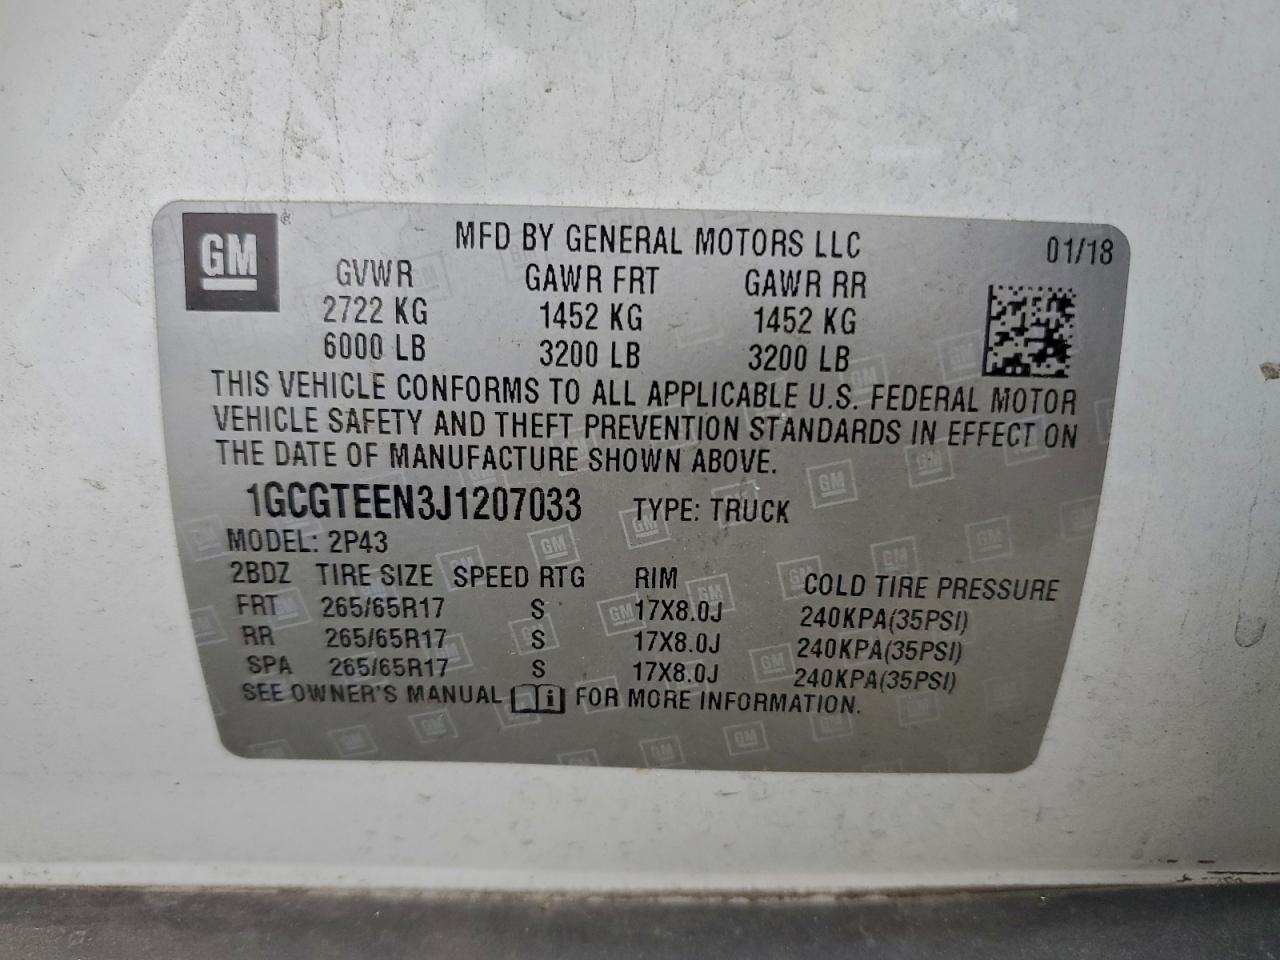 GM ®
MFD BY GENERAL MOTORS LLC 01/18
GVWR GAWR FRT GAWR RR
2722 KG 1452 KG 1452 KG
6000 LB 3200 LB 3200 LB
THIS VEHICLE CONFORMS TO ALL APPLICABLE U.S. FEDERAL MOTOR
VEHICLE SAFETY AND THEFT PREVENTION STANDARDS IN EFFECT ON
THE DATE OF MANUFACTURE SHOWN ABOVE.
1GCGTEEN3J1207033 TYPE: TRUCK
MODEL: 2P43
2BDZ TIRE SIZE SPEED RTG RIM COLD TIRE PRESSURE
FRT 265/65R17 S 17X8.0J 240KPA(35PSI)
RR 265/65R17 S 17X8.0J 240KPA(35PSI)
SPA 265/65R17 S 17X8.0J 240KPA(35PSI)
SEE OWNER'S MANUAL i FOR MORE INFORMATION.